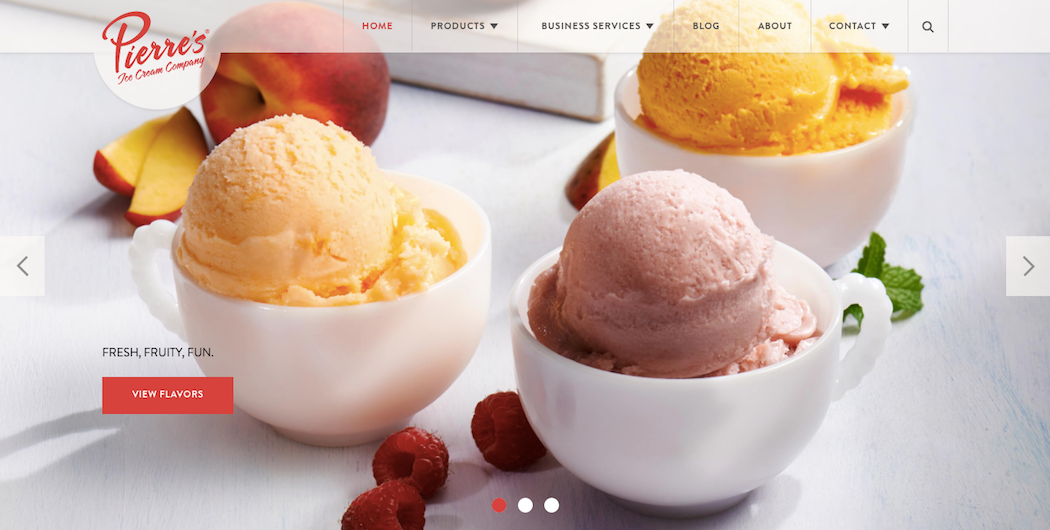 Pierre's®
Ice Cream Company
HOME
PRODUCTS
BUSINESS SERVICES
BLOG
ABOUT
CONTACT
FRESH, FRUITY, FUN.
VIEW FLAVORS